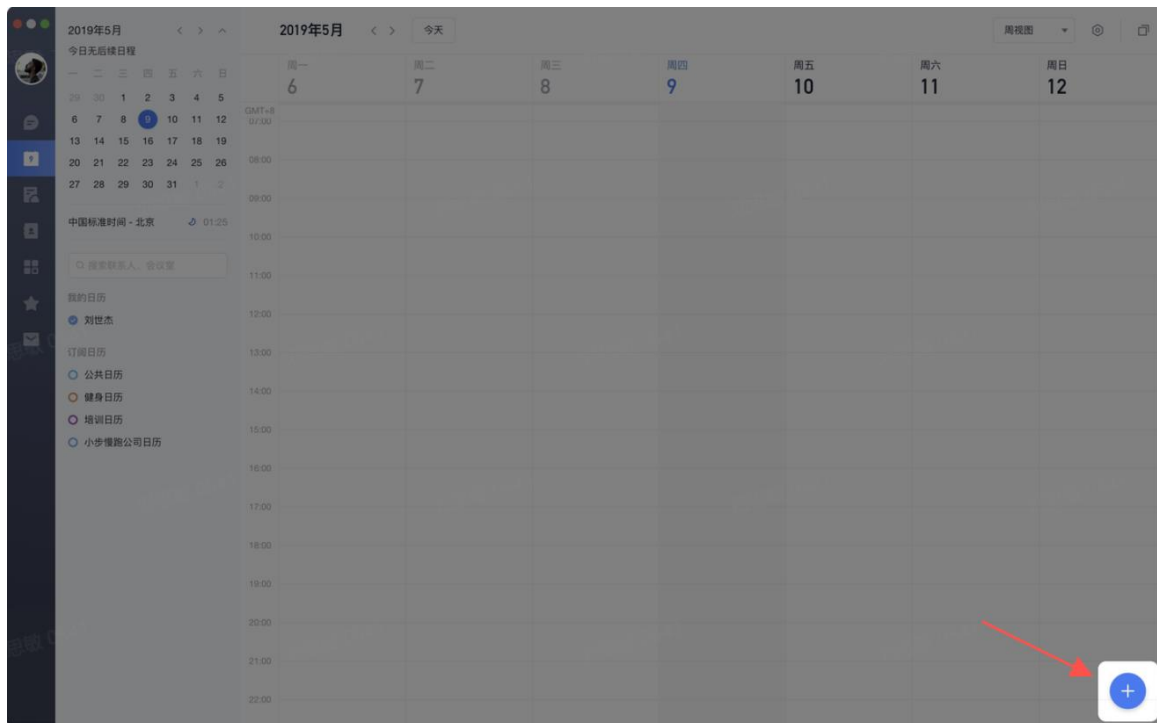 2019年5月
今日无后续日程
一 二 三 四 五 六 日
29 30 1 2 3 4 5
6 7 8 9 10 11 12
13 14 15 16 17 18 19
20 21 22 23 24 25 26
27 28 29 30 31 1 2
中国标准时间 - 北京 01:25
搜索联系人、会议室
我的日历
刘世杰
订阅日历
公共日历
健身日历
培训日历
小步慢跑公司日历
2019年5月 今天 周视图
周一 周二 周三 周四 周五 周六 周日
6 7 8 9 10 11 12
GMT+8
07:00
08:00
09:00
10:00
11:00
12:00
13:00
14:00
15:00
16:00
17:00
18:00
19:00
20:00
21:00
22:00